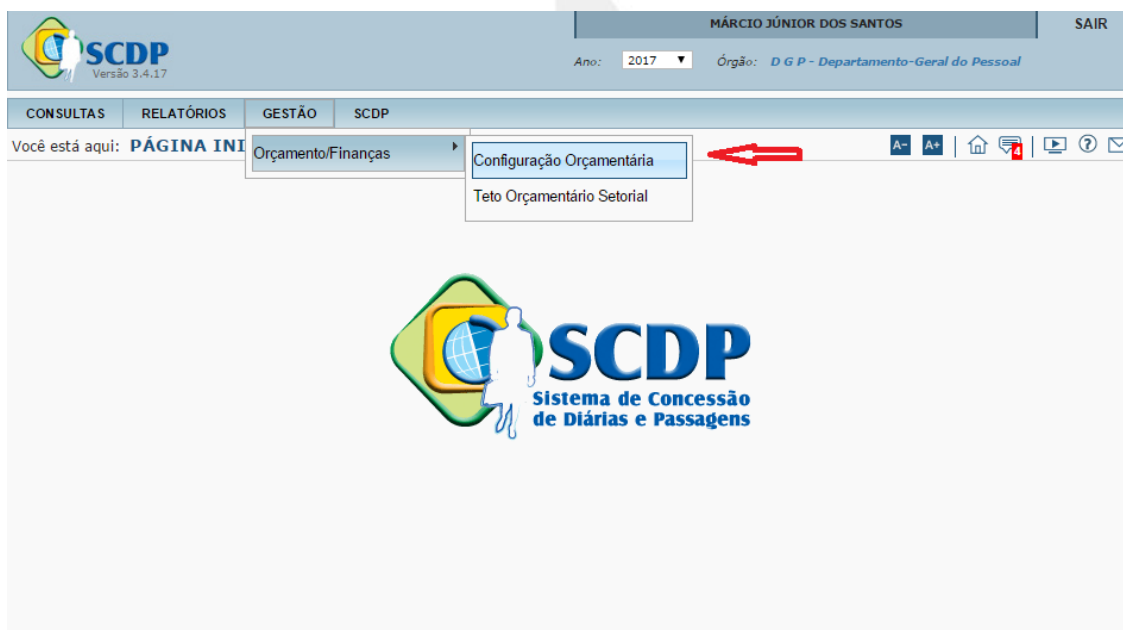 MÁRCIO JÚNIOR DOS SANTOS SAIR
SCDP
Versão 3.4.17
Ano: 2017 Órgão: D G P - Departamento-Geral do Pessoal
CONSULTAS RELATÓRIOS GESTÃO SCDP
Você está aqui: PÁGINA INI
A- A+ 4 ?
Orçamento/Finanças
Configuração Orçamentária
Teto Orçamentário Setorial
SCDP
Sistema de Concessão
de Diárias e Passagens